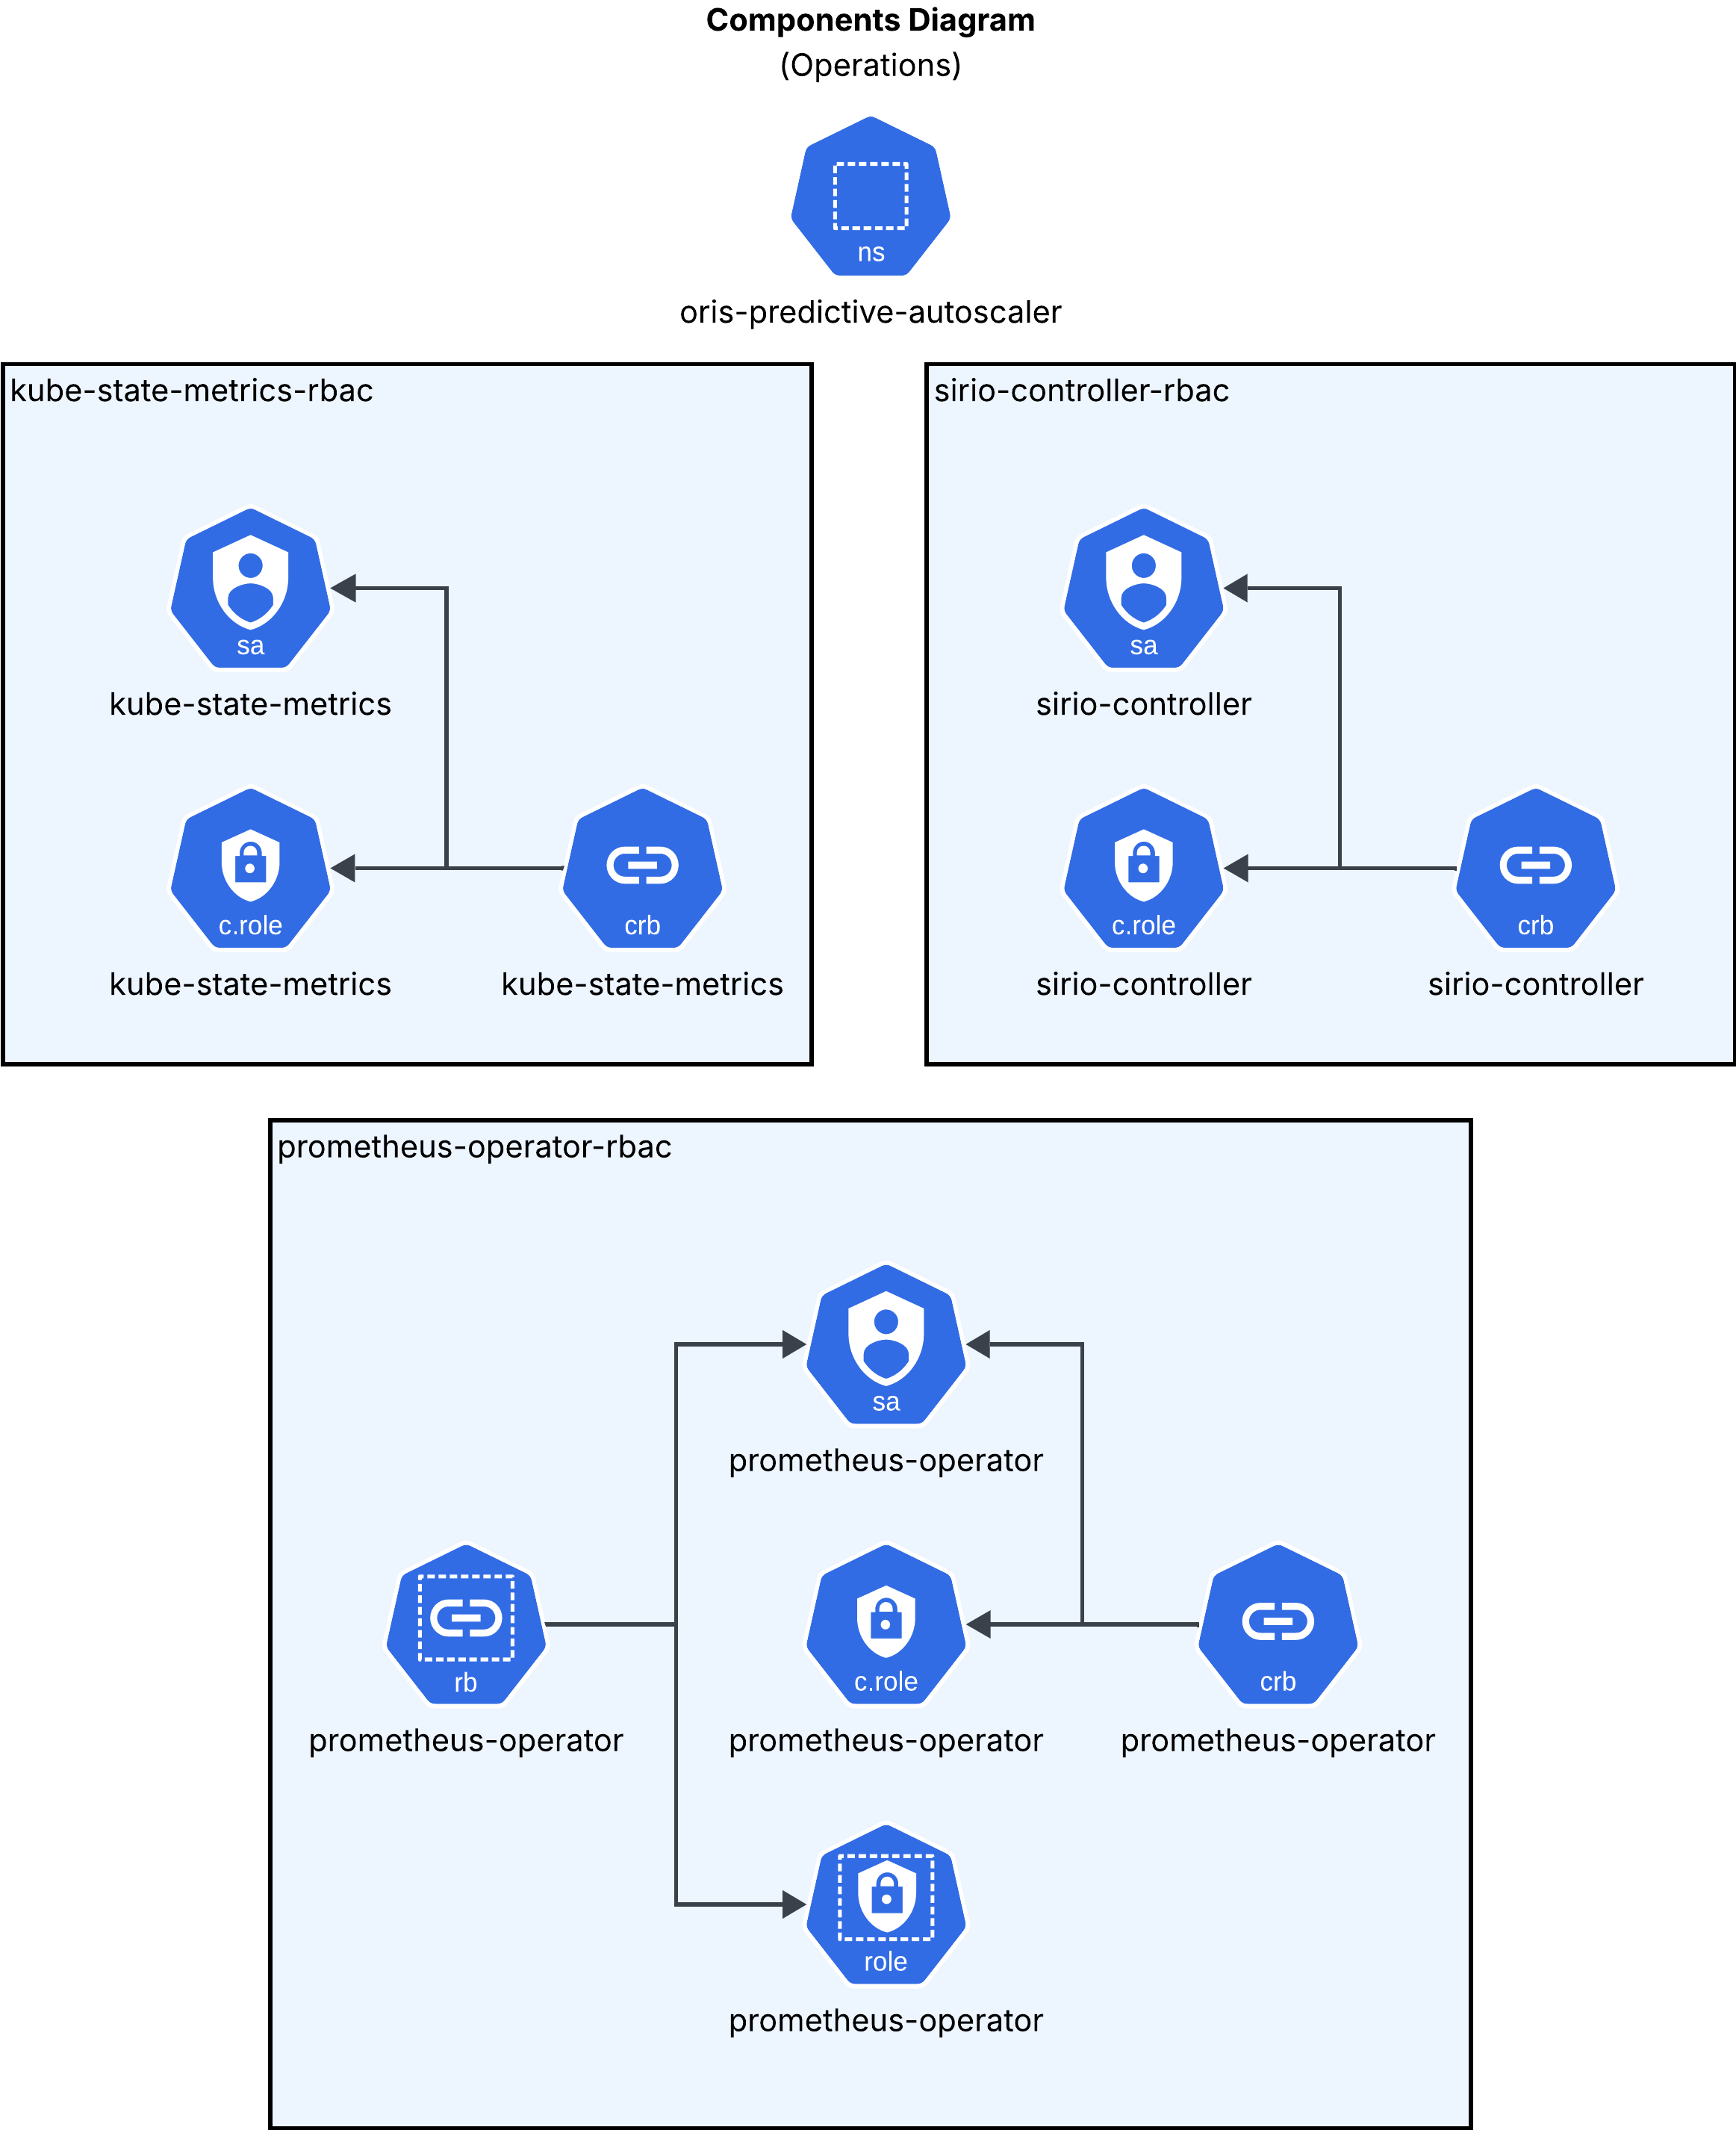 Components Diagram
(Operations)
ns
oris-predictive-autoscaler
kube-state-metrics-rbac
sa
kube-state-metrics
c.role
kube-state-metrics
crb
kube-state-metrics
sirio-controller-rbac
sa
sirio-controller
c.role
sirio-controller
crb
sirio-controller
prometheus-operator-rbac
sa
prometheus-operator
rb
prometheus-operator
c.role
prometheus-operator
crb
prometheus-operator
role
prometheus-operator